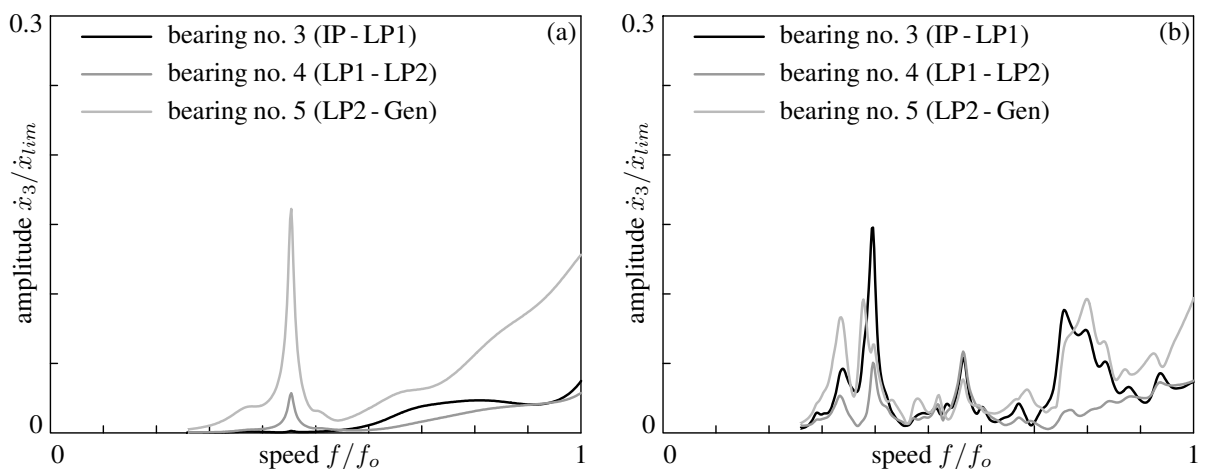 0.3
bearing no. 3 (IP - LP1)
(a)
bearing no. 4 (LP1 - LP2)
bearing no. 5 (LP2 - Gen)
amplitude ẋ₃/ẋₗᵢₘ
0
0
speed f/fₒ
1
0.3
bearing no. 3 (IP - LP1)
(b)
bearing no. 4 (LP1 - LP2)
bearing no. 5 (LP2 - Gen)
amplitude ẋ₃/ẋₗᵢₘ
0
0
speed f/fₒ
1